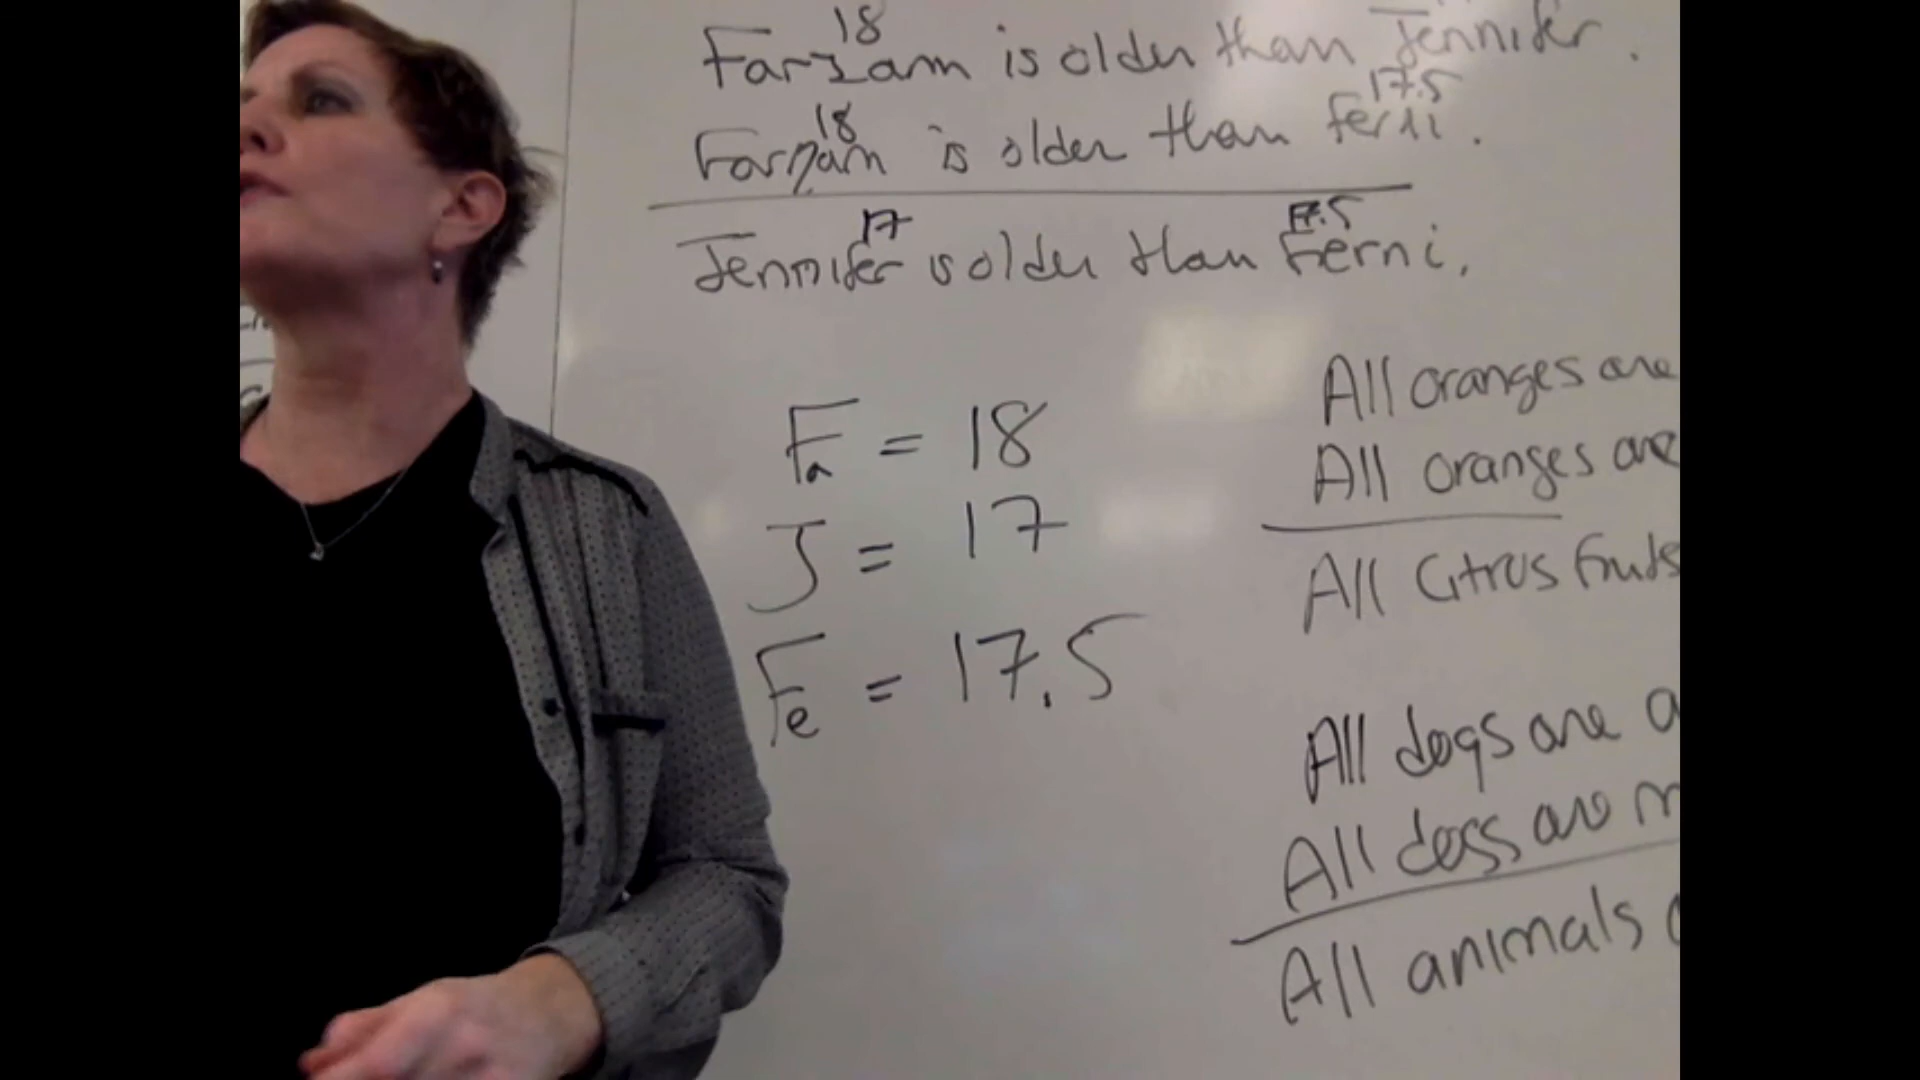 18
Farzam is older than Jennifer.
18 17.5
Farzam is older than Ferni.
17 17.5
Jennifer is older than Ferni.
Fa = 18
J = 17
Fe = 17.5
All oranges are
All oranges are
All Citrus fruits
All dogs are a
All dogs are m
All animals a